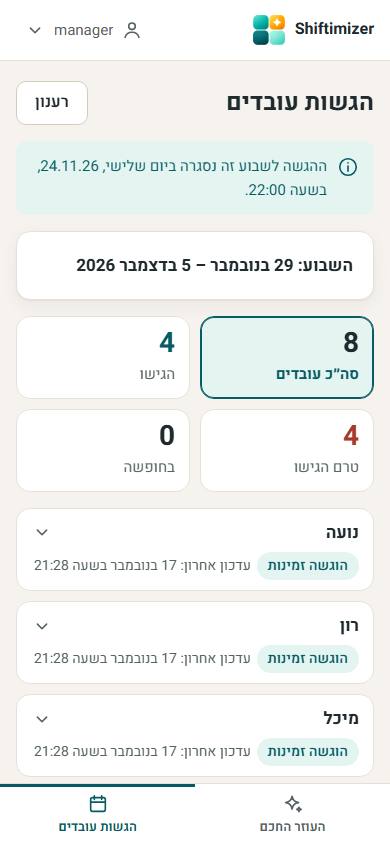 Shiftimizer
manager
הגשות עובדים
רענון
ההגשה לשבוע זה נסגרה ביום שלישי, 24.11.26,
בשעה 22:00.
השבוע: 29 בנובמבר – 5 בדצמבר 2026
8
סה״כ עובדים
4
הגישו
4
טרם הגישו
0
בחופשה
נועה
הוגשה זמינות עדכון אחרון: 17 בנובמבר בשעה 21:28
רון
הוגשה זמינות עדכון אחרון: 17 בנובמבר בשעה 21:28
מיכל
הוגשה זמינות עדכון אחרון: 17 בנובמבר בשעה 21:28
העוזר החכם
הגשות עובדים